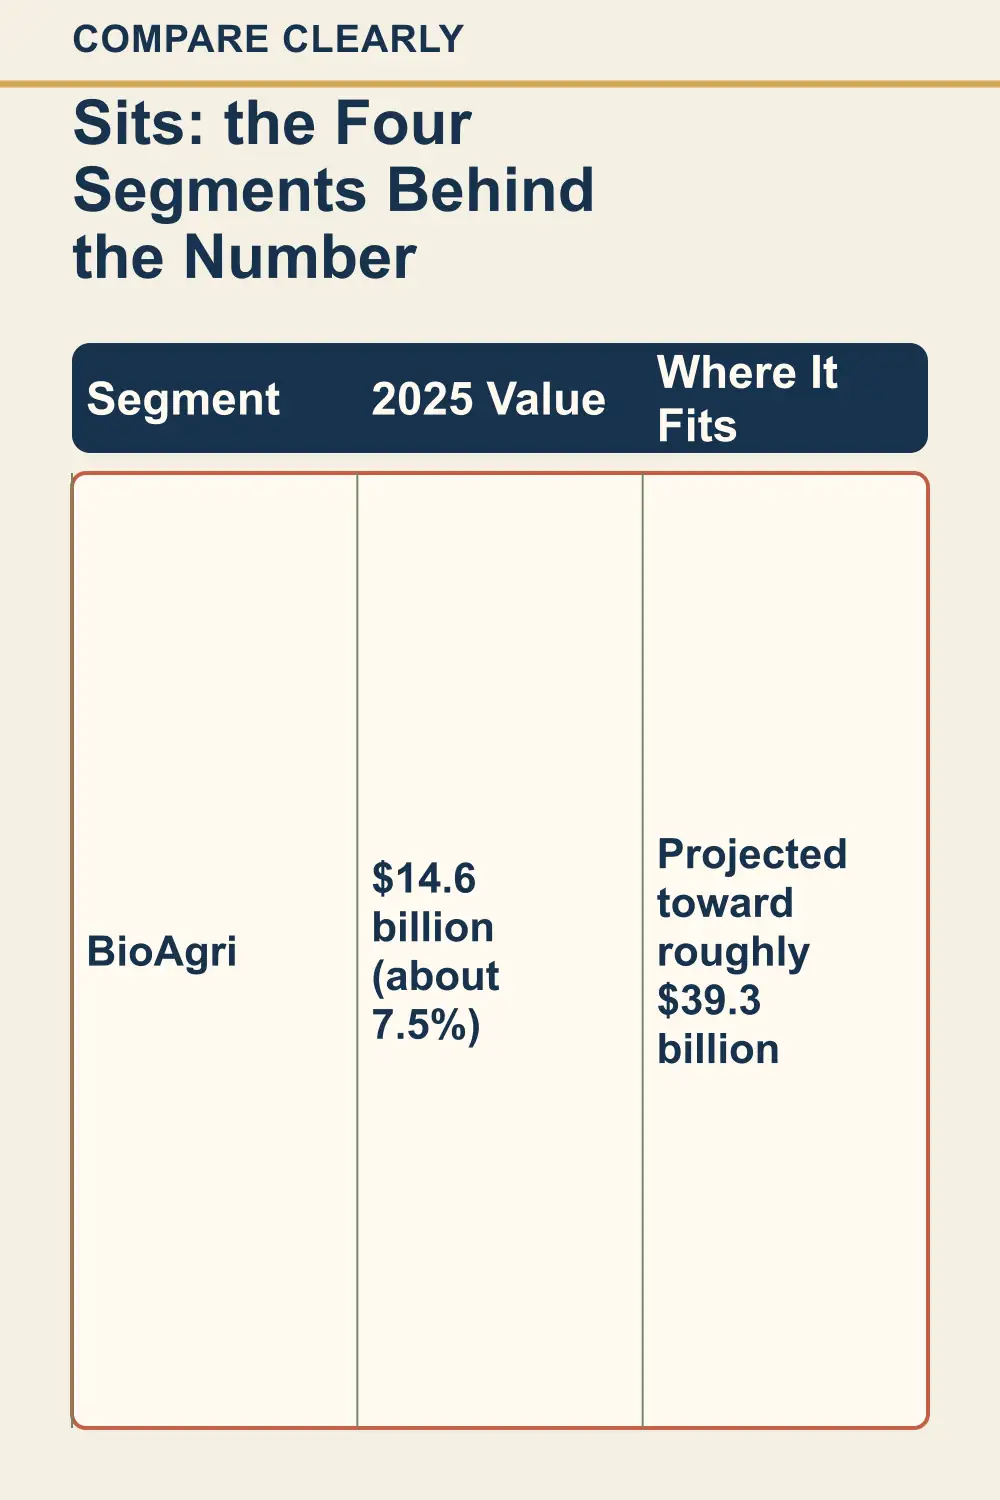 COMPARE CLEARLY
Sits: the Four
Segments Behind
the Number
Segment
2025 Value
Where It
Fits
BioAgri
$14.6
billion
(about
7.5%)
Projected
toward
roughly
$39.3
billion